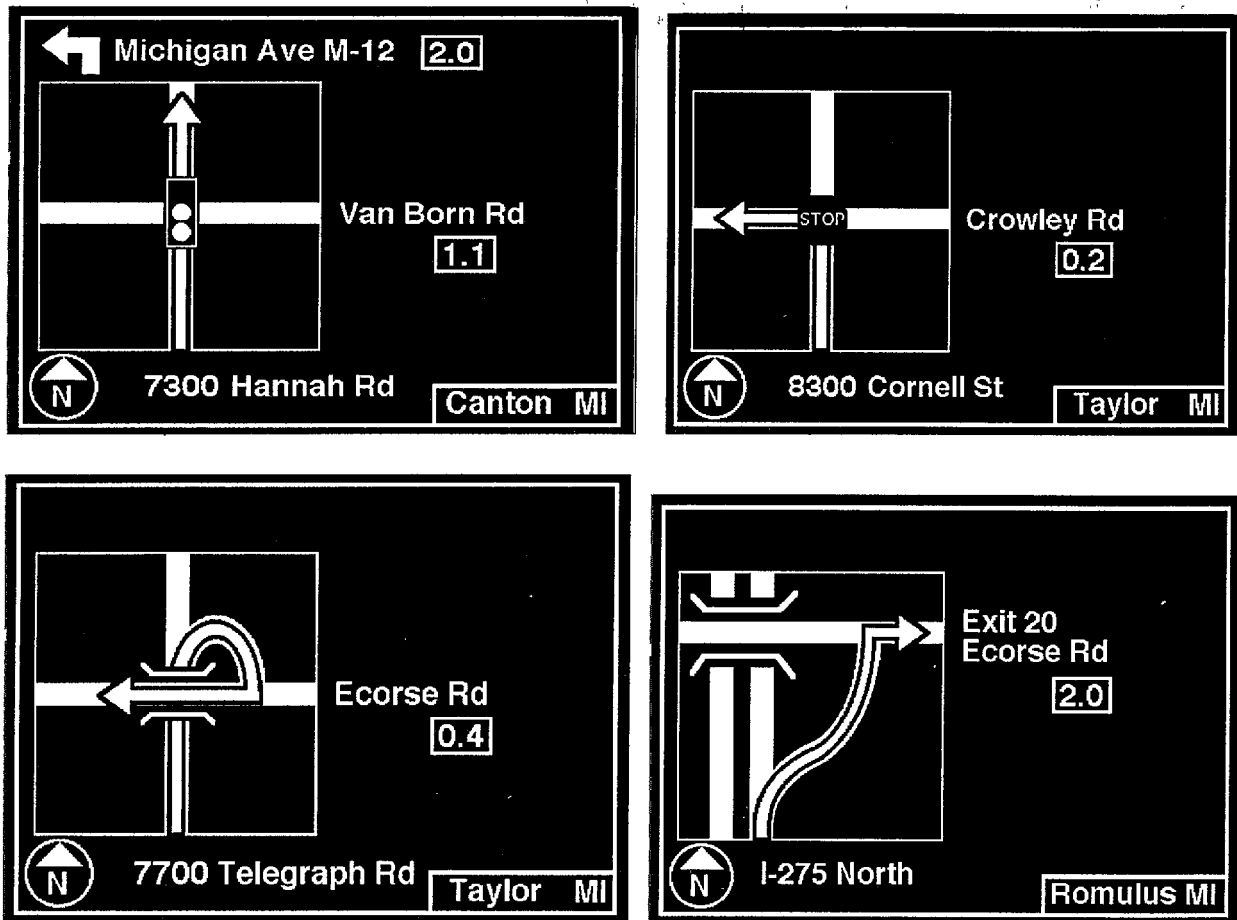 Michigan Ave M-12 2.0
Van Born Rd
1.1
N
7300 Hannah Rd
Canton MI
STOP
Crowley Rd
0.2
N
8300 Cornell St
Taylor MI
Ecorse Rd
0.4
N
7700 Telegraph Rd
Taylor MI
Exit 20
Ecorse Rd
2.0
N
I-275 North
Romulus MI